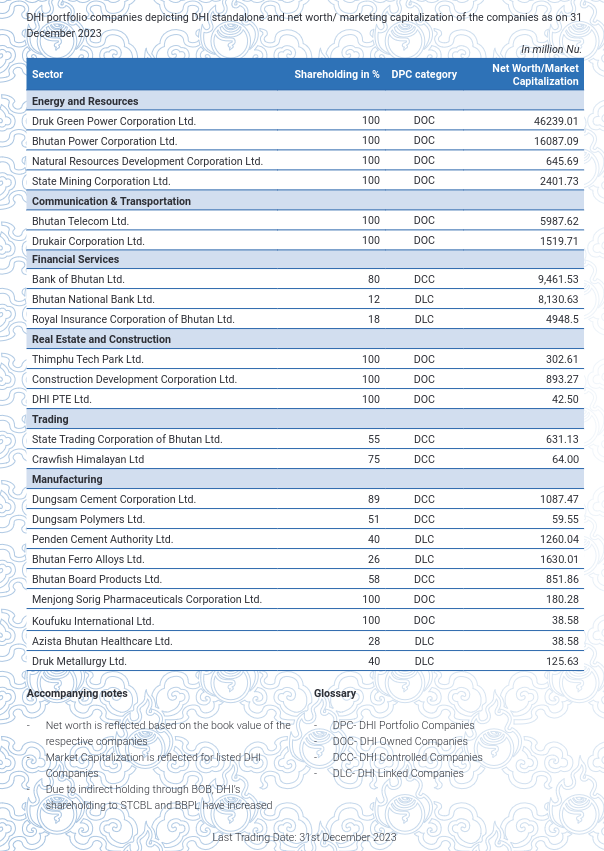 DHI portfolio companies depicting DHI standalone and net worth/ marketing capitalization of the companies as on 31
December 2023
In million Nu.
Sector Shareholding in % DPC category Net Worth/Market
Capitalization
Energy and Resources
Druk Green Power Corporation Ltd. 100 DOC 46239.01
Bhutan Power Corporation Ltd. 100 DOC 16087.09
Natural Resources Development Corporation Ltd. 100 DOC 645.69
State Mining Corporation Ltd. 100 DOC 2401.73
Communication & Transportation
Bhutan Telecom Ltd. 100 DOC 5987.62
Drukair Corporation Ltd. 100 DOC 1519.71
Financial Services
Bank of Bhutan Ltd. 80 DCC 9,461.53
Bhutan National Bank Ltd. 12 DLC 8,130.63
Royal Insurance Corporation of Bhutan Ltd. 18 DLC 4948.5
Real Estate and Construction
Thimphu Tech Park Ltd. 100 DOC 302.61
Construction Development Corporation Ltd. 100 DOC 893.27
DHI PTE Ltd. 100 DOC 42.50
Trading
State Trading Corporation of Bhutan Ltd. 55 DCC 631.13
Crawfish Himalayan Ltd 75 DCC 64.00
Manufacturing
Dungsam Cement Corporation Ltd. 89 DCC 1087.47
Dungsam Polymers Ltd. 51 DCC 59.55
Penden Cement Authority Ltd. 40 DLC 1260.04
Bhutan Ferro Alloys Ltd. 26 DLC 1630.01
Bhutan Board Products Ltd. 58 DCC 851.86
Menjong Sorig Pharmaceuticals Corporation Ltd. 100 DOC 180.28
Koufuku International Ltd. 100 DOC 38.58
Azista Bhutan Healthcare Ltd. 28 DLC 38.58
Druk Metallurgy Ltd. 40 DLC 125.63
Accompanying notes
- Net worth is reflected based on the book value of the
respective companies
- Market Capitalization is reflected for listed DHI
Companies
- Due to indirect holding through BOB, DHI's
shareholding to STCBL and BBPL have increased
Glossary
- DPC- DHI Portfolio Companies
- DOC- DHI Owned Companies
- DCC- DHI Controlled Companies
- DLC- DHI Linked Companies
Last Trading Date: 31st December 2023